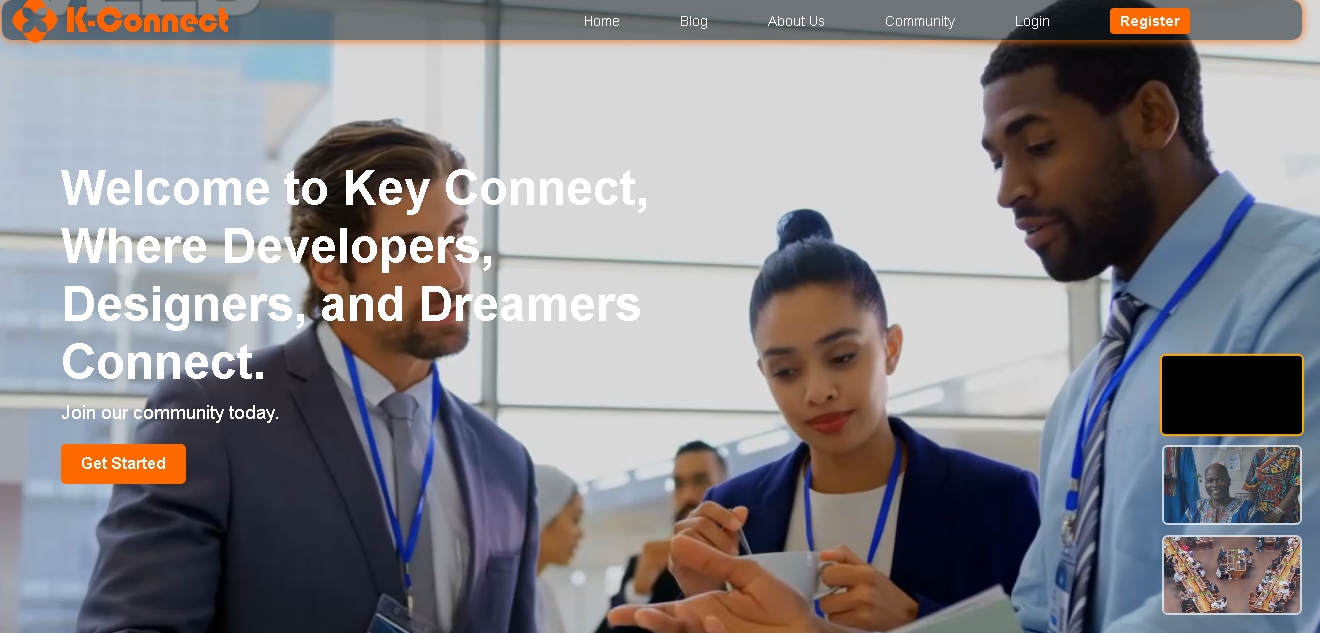 K-Connect
Home
Blog
About Us
Community
Login
Register
Welcome to Key Connect,
Where Developers,
Designers, and Dreamers
Connect.
Join our community today.
Get Started